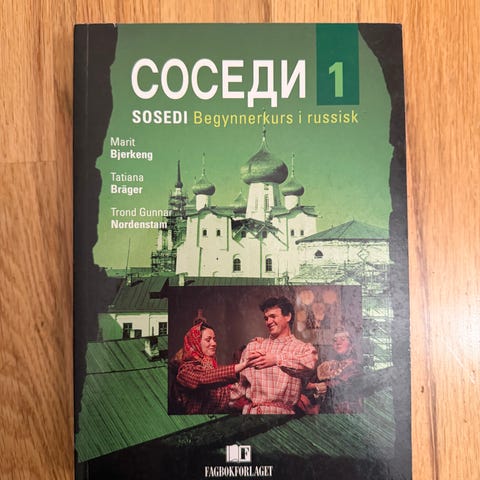 СОСЕДИ 1
SOSEDI Begynnerkurs i russisk
Marit
Bjerkeng
Tatiana
Bräger
Trond Gunnar
Nordenstam
F
FAGBOKFORLAGET